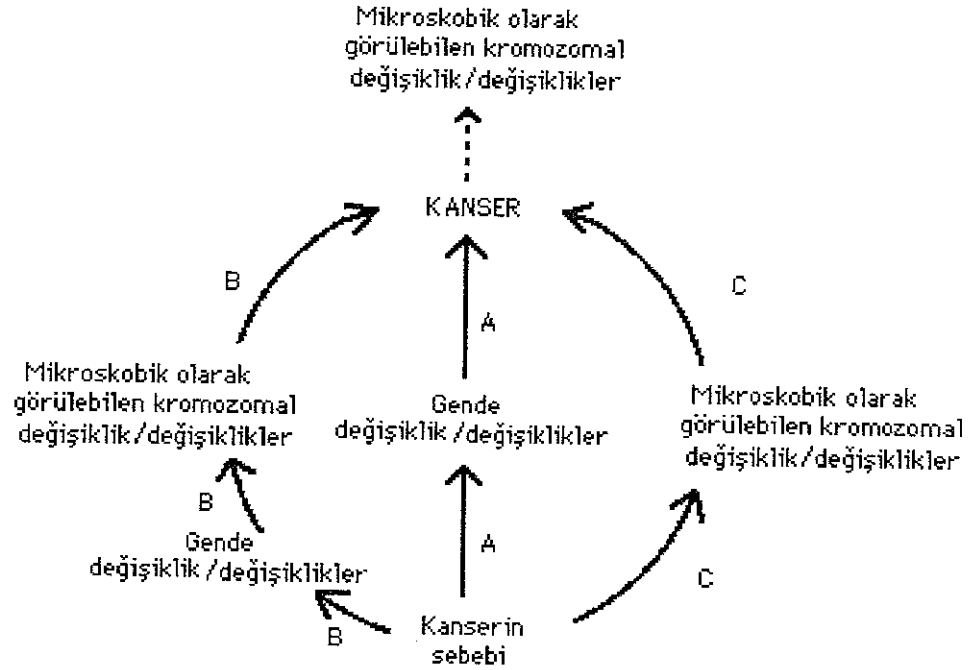 Mikroskobik olarak
görülebilen kromozomal
değişiklik/değişiklikler
KANSER
B
C
A
Mikroskobik olarak
görülebilen kromozomal
değişiklik/değişiklikler
Gende
değişiklik/değişiklikler
Mikroskobik olarak
görülebilen kromozomal
değişiklik/değişiklikler
B
Gende
değişiklik/değişiklikler
A
C
B
Kanserin
sebebi